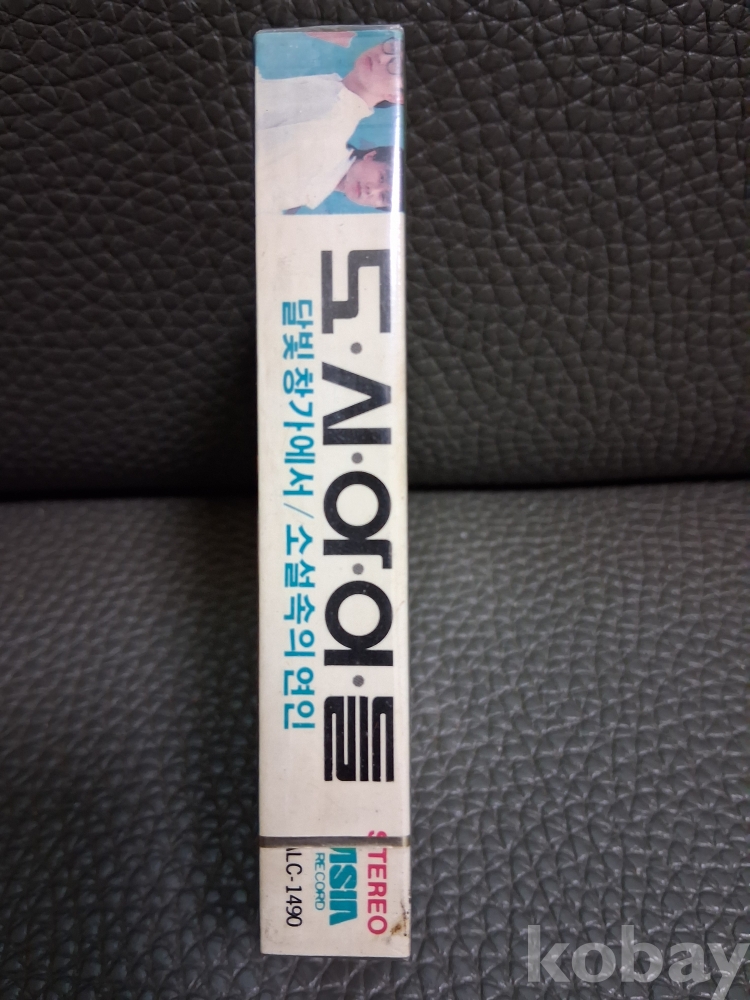 도·시·아·이·들
달빛 창가에서 / 소설속의 연인
STEREO
ASIA
RECORD
ALC-1490
kobay